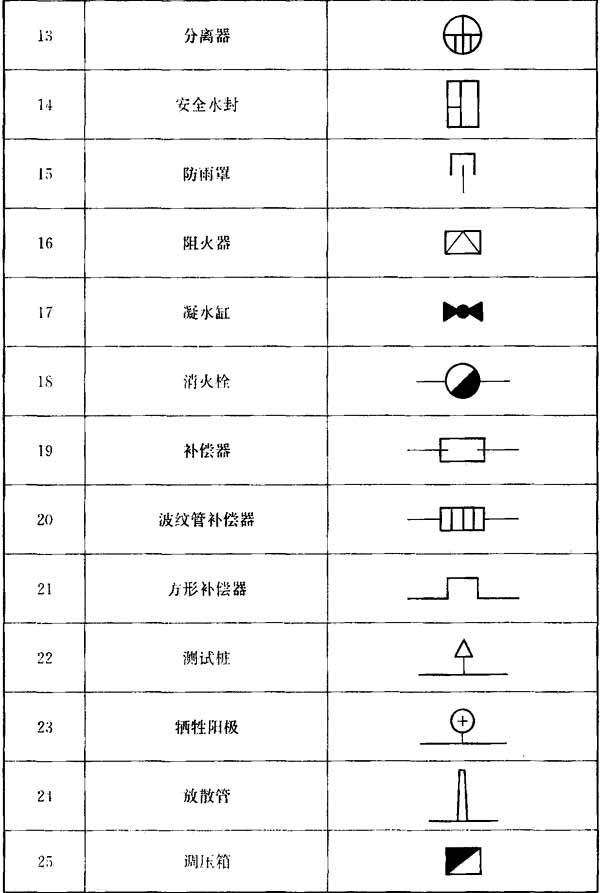 13 分离器
14 安全水封
15 防雨罩
16 阻火器
17 凝水缸
18 消火栓
19 补偿器
20 波纹管补偿器
21 方形补偿器
22 测试桩
23 牺牲阳极
24 放散管
25 调压箱